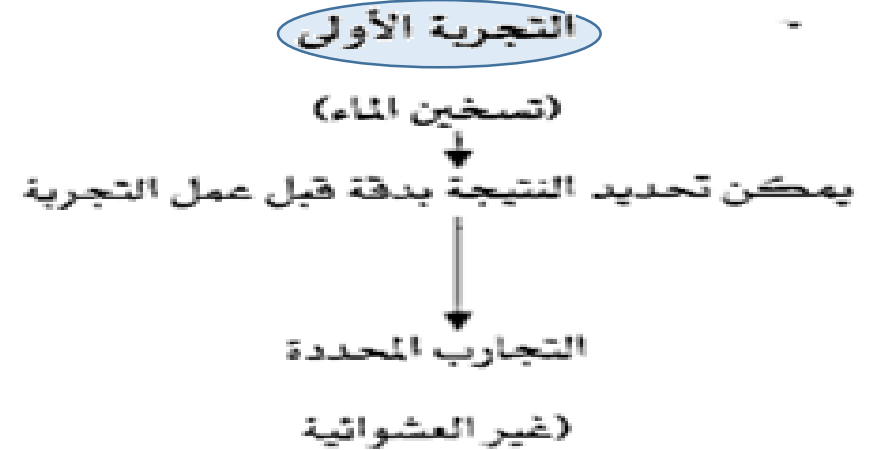 التجربة الأولى -
(تسخين الماء)
يمكن تحديد النتيجة بدقة قبل عمل التجربة
التجارب المحددة
(غير العشوائية